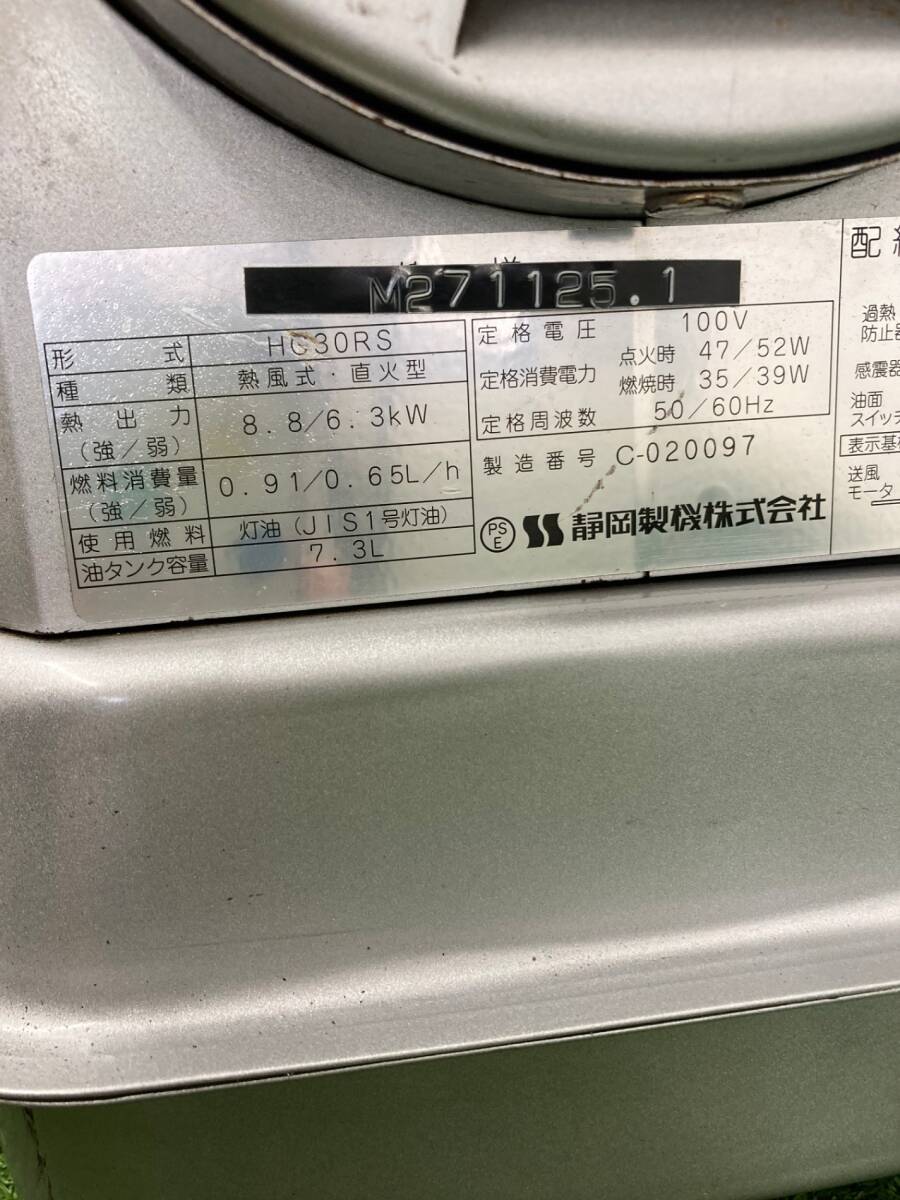 M271125.1
形式 HG30RS
種類 熱風式・直火型
熱出力(強/弱) 8.8/6.3kW
燃料消費量(強/弱) 0.91/0.65L/h
使用燃料 灯油(JIS1号灯油)
油タンク容量 7.3L
定格電圧 100V
定格消費電力 点火時 47/52W
燃焼時 35/39W
定格周波数 50/60Hz
製造番号 C-020097
PSE 静岡製機株式会社
配
過熱
防止器
感震器
油面
スイッチ
表示基
送風
モータ